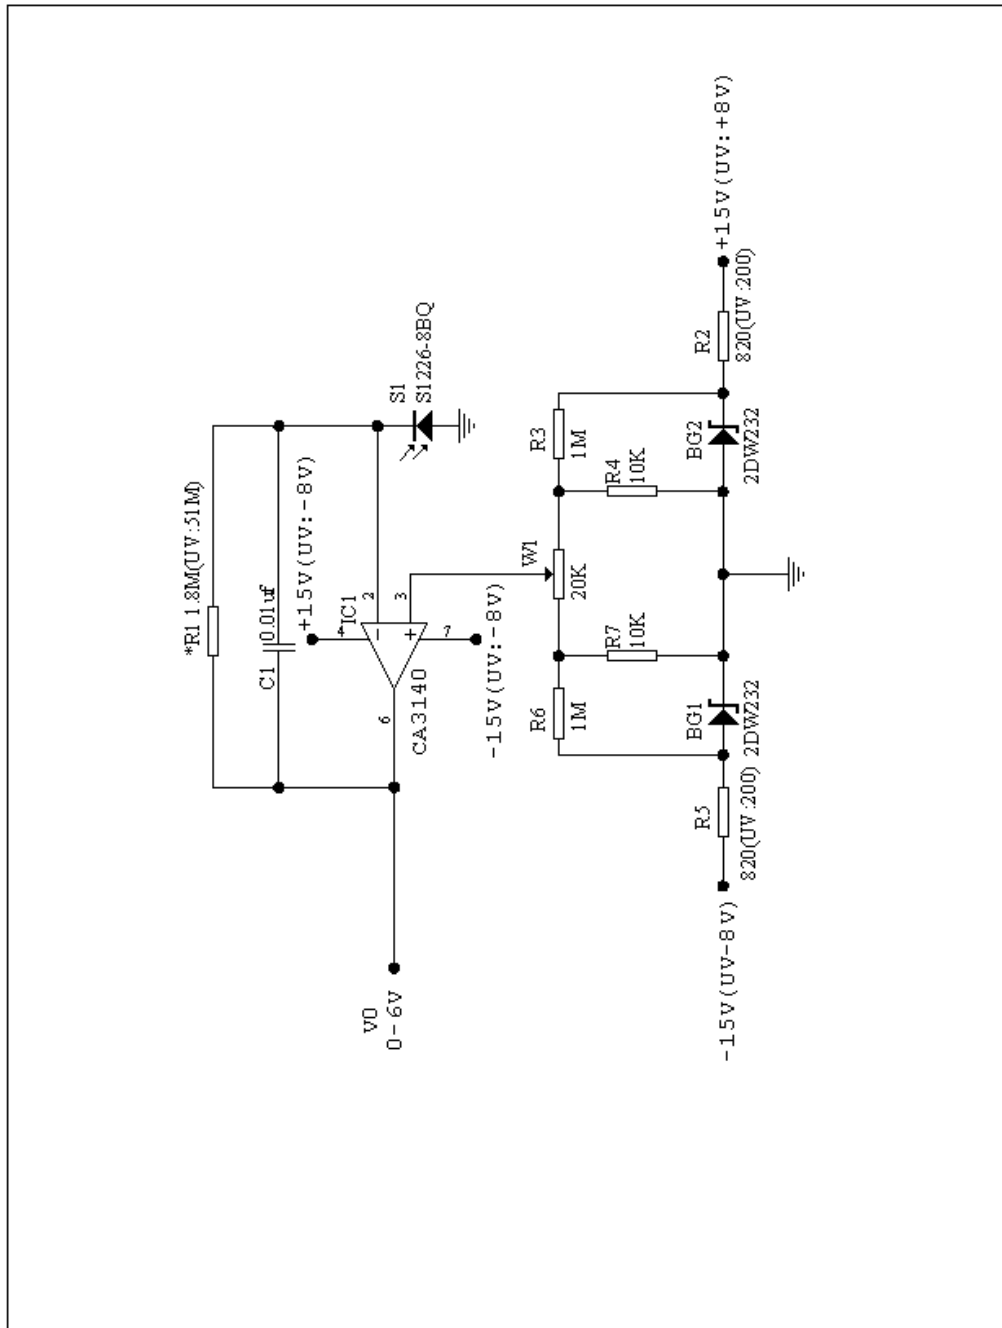 *R1 1.8M(UV:51M)
C1
0.01uf
+15V(UV:-8V)
4
IC1
2
3
7
6
CA3140
-15V(UV:-8V)
S1
S1226-8BQ
V0
0-6V
W1
20K
R3
1M
R4
10K
R6
1M
R7
10K
BG2
2DW232
BG1
2DW232
R2
820(UV:200)
+15V(UV:+8V)
R5
820(UV:200)
-15V(UV-8V)